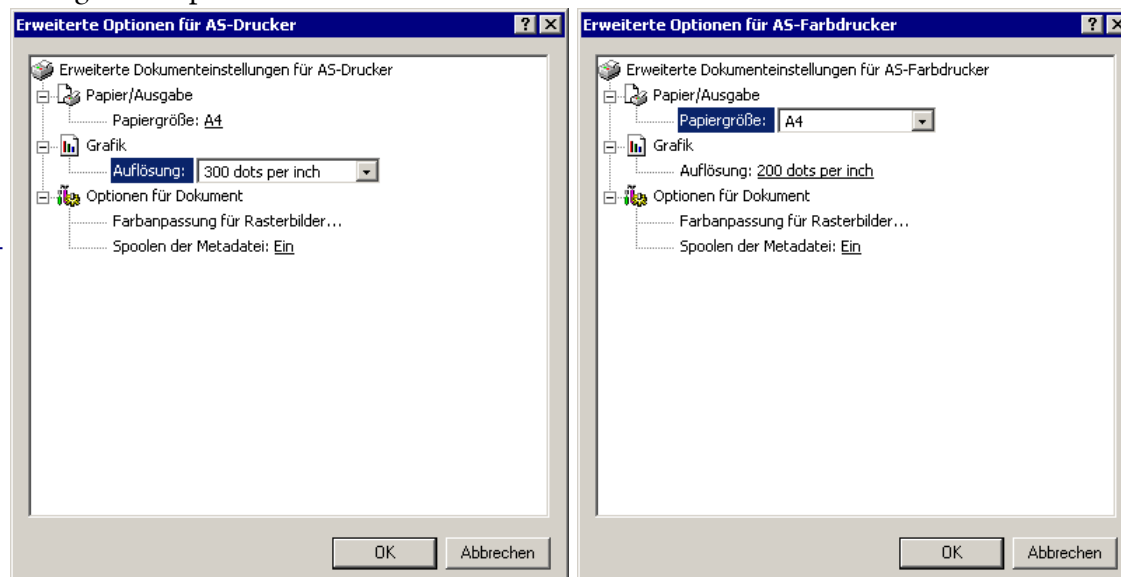 Erweiterte Optionen für AS-Drucker
Erweiterte Dokumenteinstellungen für AS-Drucker
Papier/Ausgabe
Papiergröße: A4
Grafik
Auflösung: 300 dots per inch
Optionen für Dokument
Farbanpassung für Rasterbilder...
Spoolen der Metadatei: Ein
OK Abbrechen
Erweiterte Optionen für AS-Farbdrucker
Erweiterte Dokumenteinstellungen für AS-Farbdrucker
Papier/Ausgabe
Papiergröße: A4
Grafik
Auflösung: 200 dots per inch
Optionen für Dokument
Farbanpassung für Rasterbilder...
Spoolen der Metadatei: Ein
OK Abbrechen